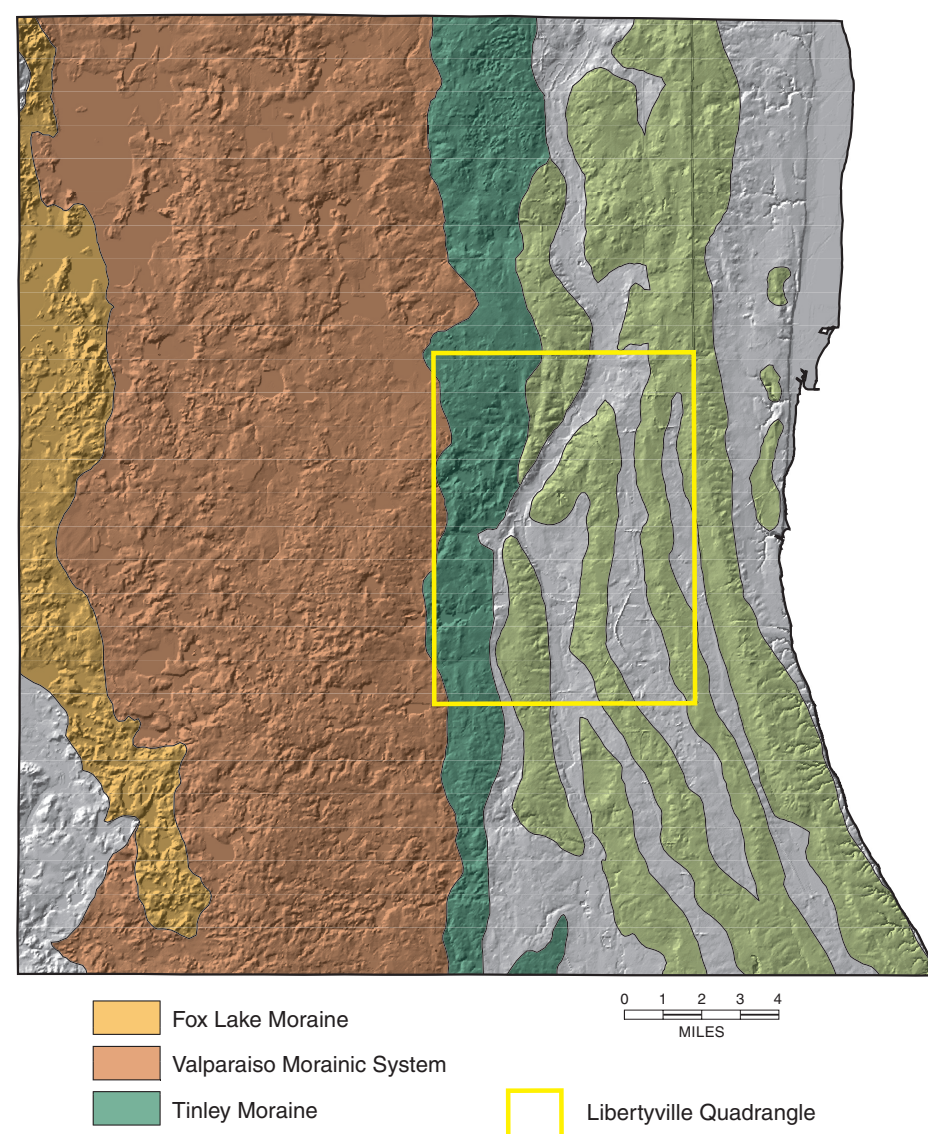 Fox Lake Moraine
Valparaiso Morainic System
Tinley Moraine
0 1 2 3 4
MILES
Libertyville Quadrangle